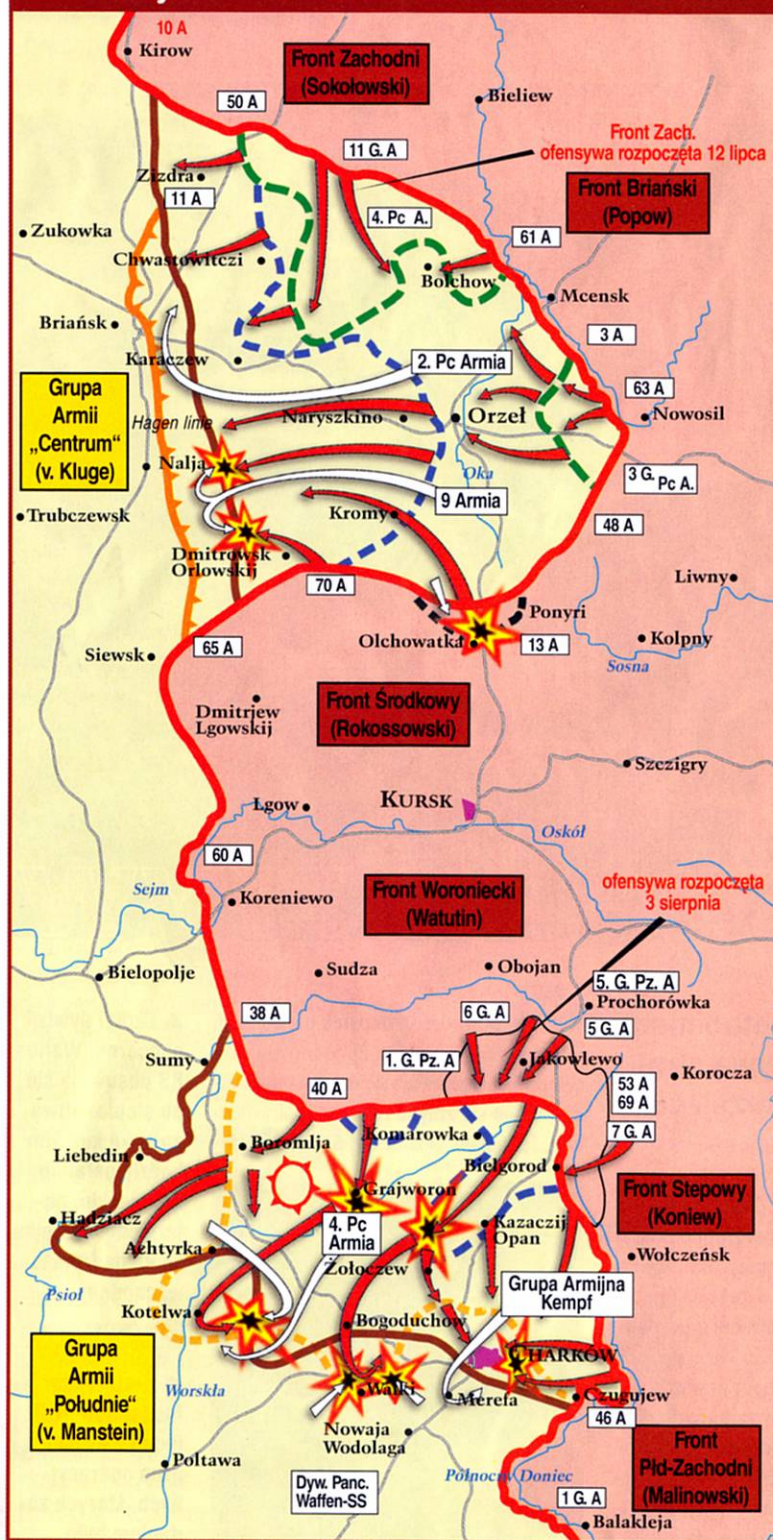 10 A
Kirow
Front Zachodni
(Sokołowski)
50 A
Bieliew
11 G. A
Front Zach.
ofensywa rozpoczęta 12 lipca
Zizdra
11 A
Front Briański
(Popow)
4. Pc A.
61 A
Zukowka
Chwastowitczi
Bołchow
Mcensk
Briańsk
3 A
Karaczew
2. Pc Armia
63 A
Grupa
Armii
„Centrum“
(v. Kluge)
Hagen linie
Naryszkino
Orzeł
Nowosil
Nalja
Oka
3 G.
Pc A.
9 Armia
Trubczewsk
Kromy
48 A
Dmitrowsk
Orlowskij
70 A
Liwny
Ponyri
Siewsk
65 A
Olchowatka
13 A
Kolpny
Sosna
Dmitrjew
Lgowskij
Front Środkowy
(Rokossowski)
Szczigry
Lgow
KURSK
Oskół
60 A
Sejm
Koreniewo
Front Woroniecki
(Watutin)
ofensywa rozpoczęta
3 sierpnia
Bielopolje
Sudza
Obojan
5. G. Pz. A
Prochorówka
38 A
6 G. A
5 G. A
Sumy
1. G. Pz. A
Jakowlewo
Korocza
40 A
53 A
69 A
7 G. A
Liebedin
Boromlja
Komarowka
Bielgorod
Front Stepowy
(Koniew)
Hadziacz
Grajworon
4. Pc
Armia
Kazaczij
Opan
Achtyrka
Wołczeńsk
Psioł
Żołoczew
Grupa Armijna
Kempf
Kotelwa
Bogoduchow
Grupa
Armii
„Południe“
(v. Manstein)
CHARKÓW
Worskła
Walki
Merefa
Czugujew
46 A
Nowaja
Wodolaga
Front
Płd-Zachodni
(Malinowski)
Połtawa
Dyw. Panc.
Waffen-SS
Północny Doniec
1 G. A
Balakleja